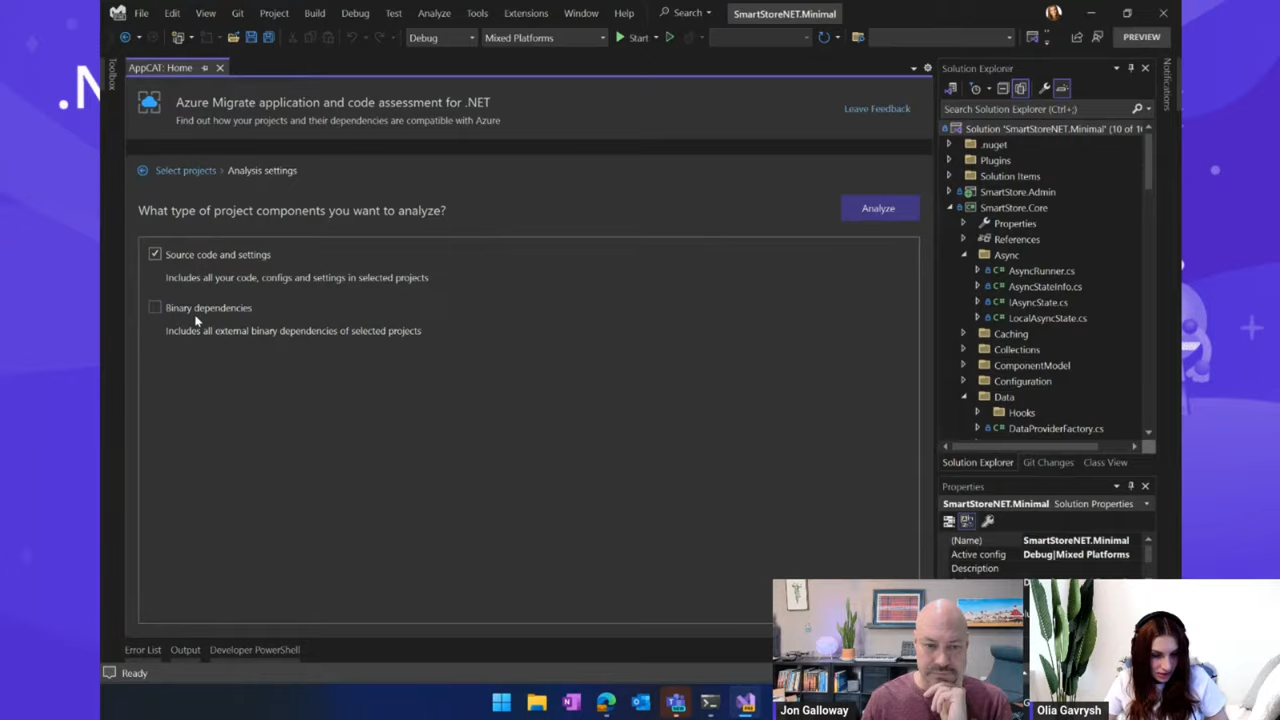 File Edit View Git Project Build Debug Test Analyze Tools Extensions Window Help Search SmartStoreNET.Minimal
Debug Mixed Platforms Start PREVIEW
AppCAT: Home
Toolbox
.N
Azure Migrate application and code assessment for .NET
Find out how your projects and their dependencies are compatible with Azure
Leave Feedback
Select projects Analysis settings
What type of project components you want to analyze?
Analyze
Source code and settings
Includes all your code, configs and settings in selected projects
Binary dependencies
Includes all external binary dependencies of selected projects
Solution Explorer
Notifications
Search Solution Explorer (Ctrl+;)
Solution "SmartStoreNET.Minimal" (10 of 1
.nuget
Plugins
Solution Items
SmartStore.Admin
SmartStore.Core
Properties
References
Async
AsyncRunner.cs
AsyncStateInfo.cs
IAsyncState.cs
LocalAsyncState.cs
Caching
Collections
ComponentModel
Configuration
Data
Hooks
DataProviderFactory.cs
Solution Explorer Git Changes Class View
Properties
SmartStoreNET.Minimal Solution Properties
(Name) SmartStoreNET.Minimal
Active config Debug|Mixed Platforms
Description
Error List Output Developer PowerShell
Ready
Jon Galloway
Olia Gavrysh